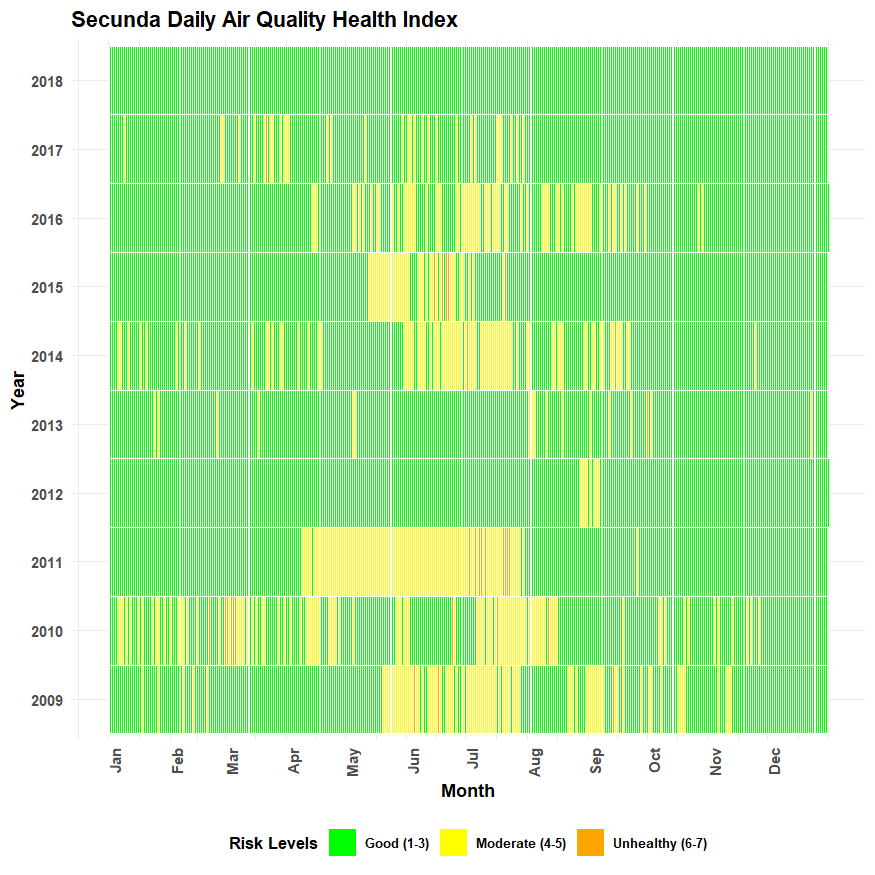 Secunda Daily Air Quality Health Index
2018
2017
2016
2015
2014
2013
2012
2011
2010
2009
Year
Jan
Feb
Mar
Apr
May
Jun
Jul
Aug
Sep
Oct
Nov
Dec
Month
Risk Levels Good (1-3) Moderate (4-5) Unhealthy (6-7)